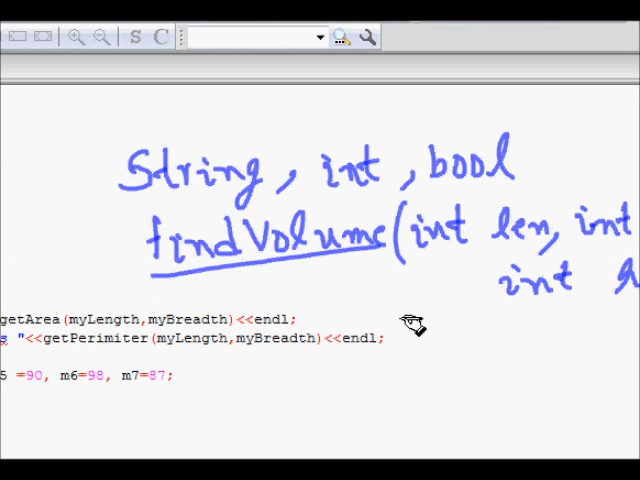 S C
String, int, bool
findVolume(int len, int
int
getArea(myLength,myBreadth)<<endl;
s "<<getPerimiter(myLength,myBreadth)<<endl;
5 =90, m6=98, m7=87;